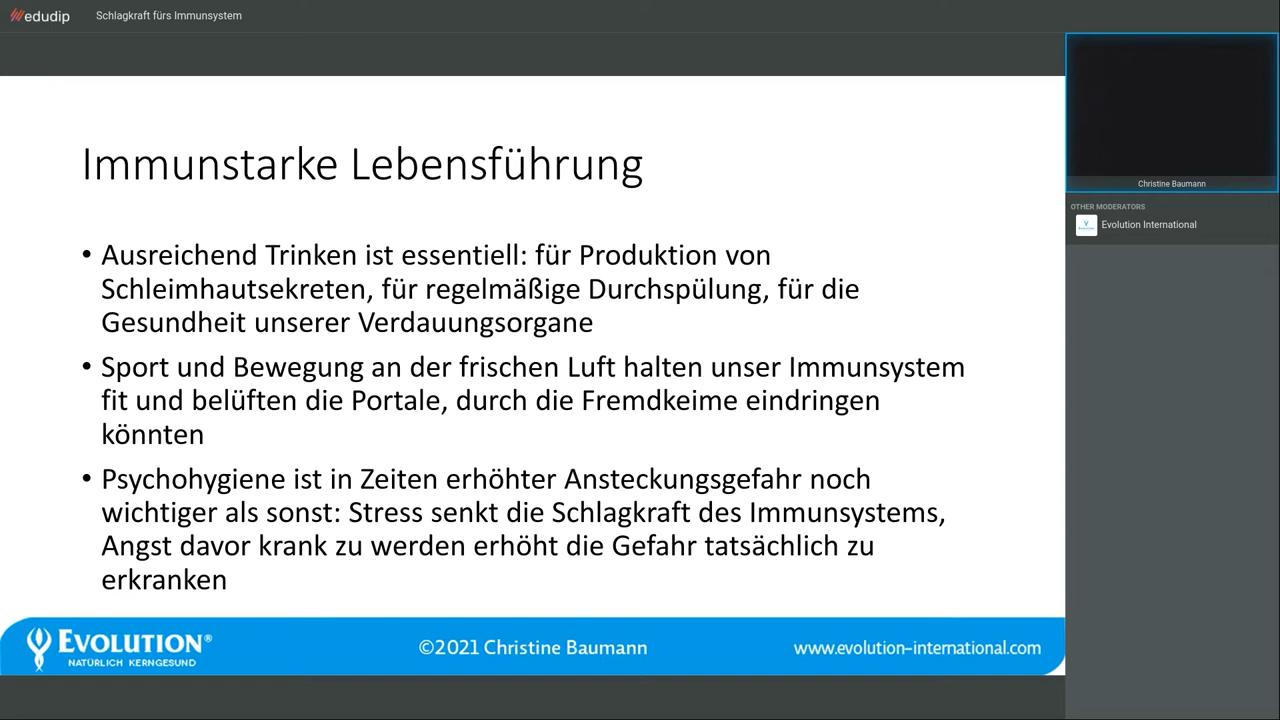 edudip
Schlagkraft fürs Immunsystem
Immunstarke Lebensführung
• Ausreichend Trinken ist essentiell: für Produktion von
Schleimhautsekreten, für regelmäßige Durchspülung, für die
Gesundheit unserer Verdauungsorgane
• Sport und Bewegung an der frischen Luft halten unser Immunsystem
fit und belüften die Portale, durch die Fremdkeime eindringen
könnten
• Psychohygiene ist in Zeiten erhöhter Ansteckungsgefahr noch
wichtiger als sonst: Stress senkt die Schlagkraft des Immunsystems,
Angst davor krank zu werden erhöht die Gefahr tatsächlich zu
erkranken
EVOLUTION®
NATÜRLICH KERNGESUND
©2021 Christine Baumann
www.evolution-international.com
Christine Baumann
OTHER MODERATORS
Evolution International